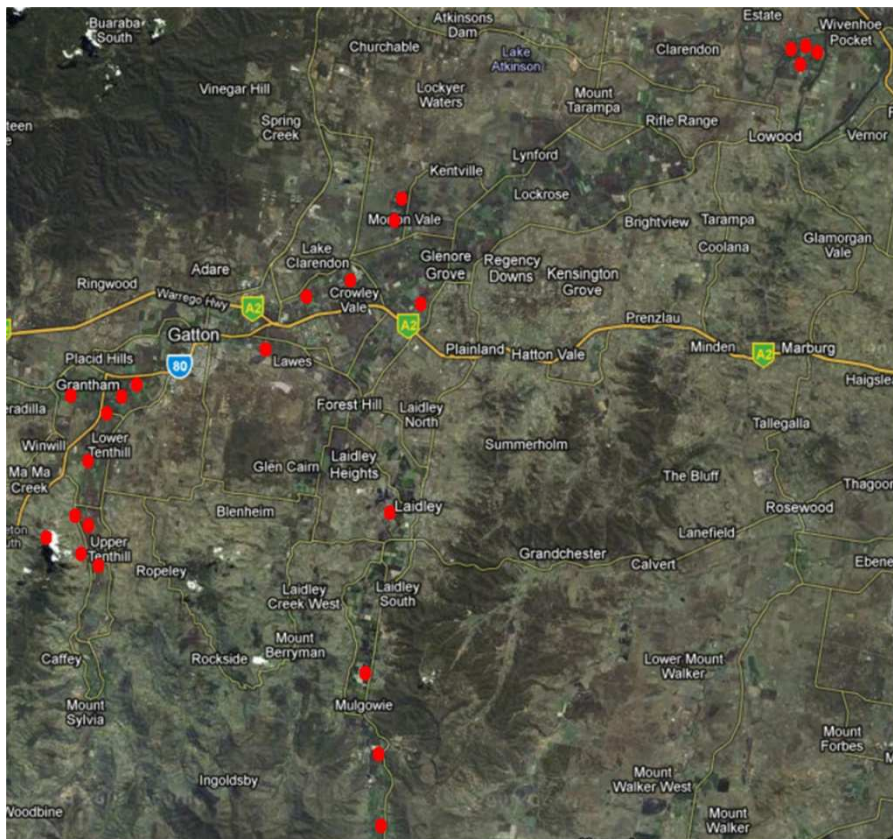 Buaraba
South
Atkinsons
Dam
Estate
Wivenhoe
Pocket
Churchable
Lake
Atkinson
Clarendon
Vinegar Hill
Lockyer
Waters
Mount
Tarampa
Spring
Creek
Rifle Range
Lowood
Vernor
Lynford
Kentville
Lockrose
Brightview
Tarampa
Coolana
Glamorgan
Vale
Lake
Clarendon
Adare
Glenore
Grove
Regency
Downs
Kensington
Grove
Ringwood
Warrego Hwy
Crowley
Vale
A2
A2
Gatton
Prenzlau
Plainland
Hatton Vale
Minden
A2
Marburg
Placid Hills
80
Lawes
Grantham
Forest Hill
Laidley
North
Tallegalla
Winwill
Lower
Tenthill
Summerholm
Ma Ma
Creek
Glen Cairn
Laidley
Heights
The Bluff
Blenheim
Laidley
Rosewood
Lanefield
Upper
Tenthill
Ropeley
Grandchester
Calvert
Laidley
Creek West
Laidley
South
Caffey
Rockside
Mount
Berryman
Lower Mount
Walker
Mount
Sylvia
Mulgowie
Mount
Forbes
Ingoldsby
Mount
Walker West
Woodbine
Mount
Walker